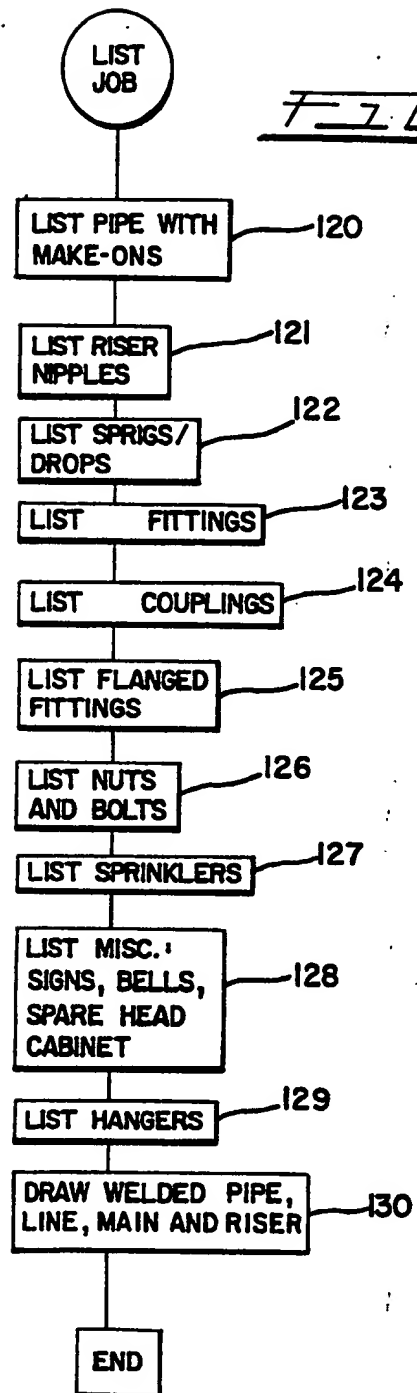 LIST
JOB
LIST PIPE WITH
MAKE-ONS
120
LIST RISER
NIPPLES
121
LIST SPRIGS/
DROPS
122
LIST FITTINGS
123
LIST COUPLINGS
124
LIST FLANGED
FITTINGS
125
LIST NUTS
AND BOLTS
126
LIST SPRINKLERS
127
LIST MISC.:
SIGNS, BELLS,
SPARE HEAD
CABINET
128
LIST HANGERS
129
DRAW WELDED PIPE,
LINE, MAIN AND RISER
130
END